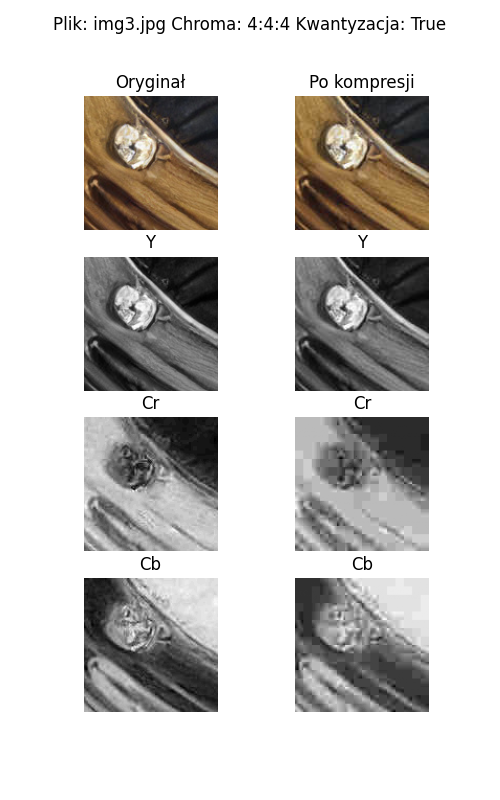 Plik: img3.jpg Chroma: 4:4:4 Kwantyzacja: True
Oryginał
Po kompresji
Y
Y
Cr
Cr
Cb
Cb